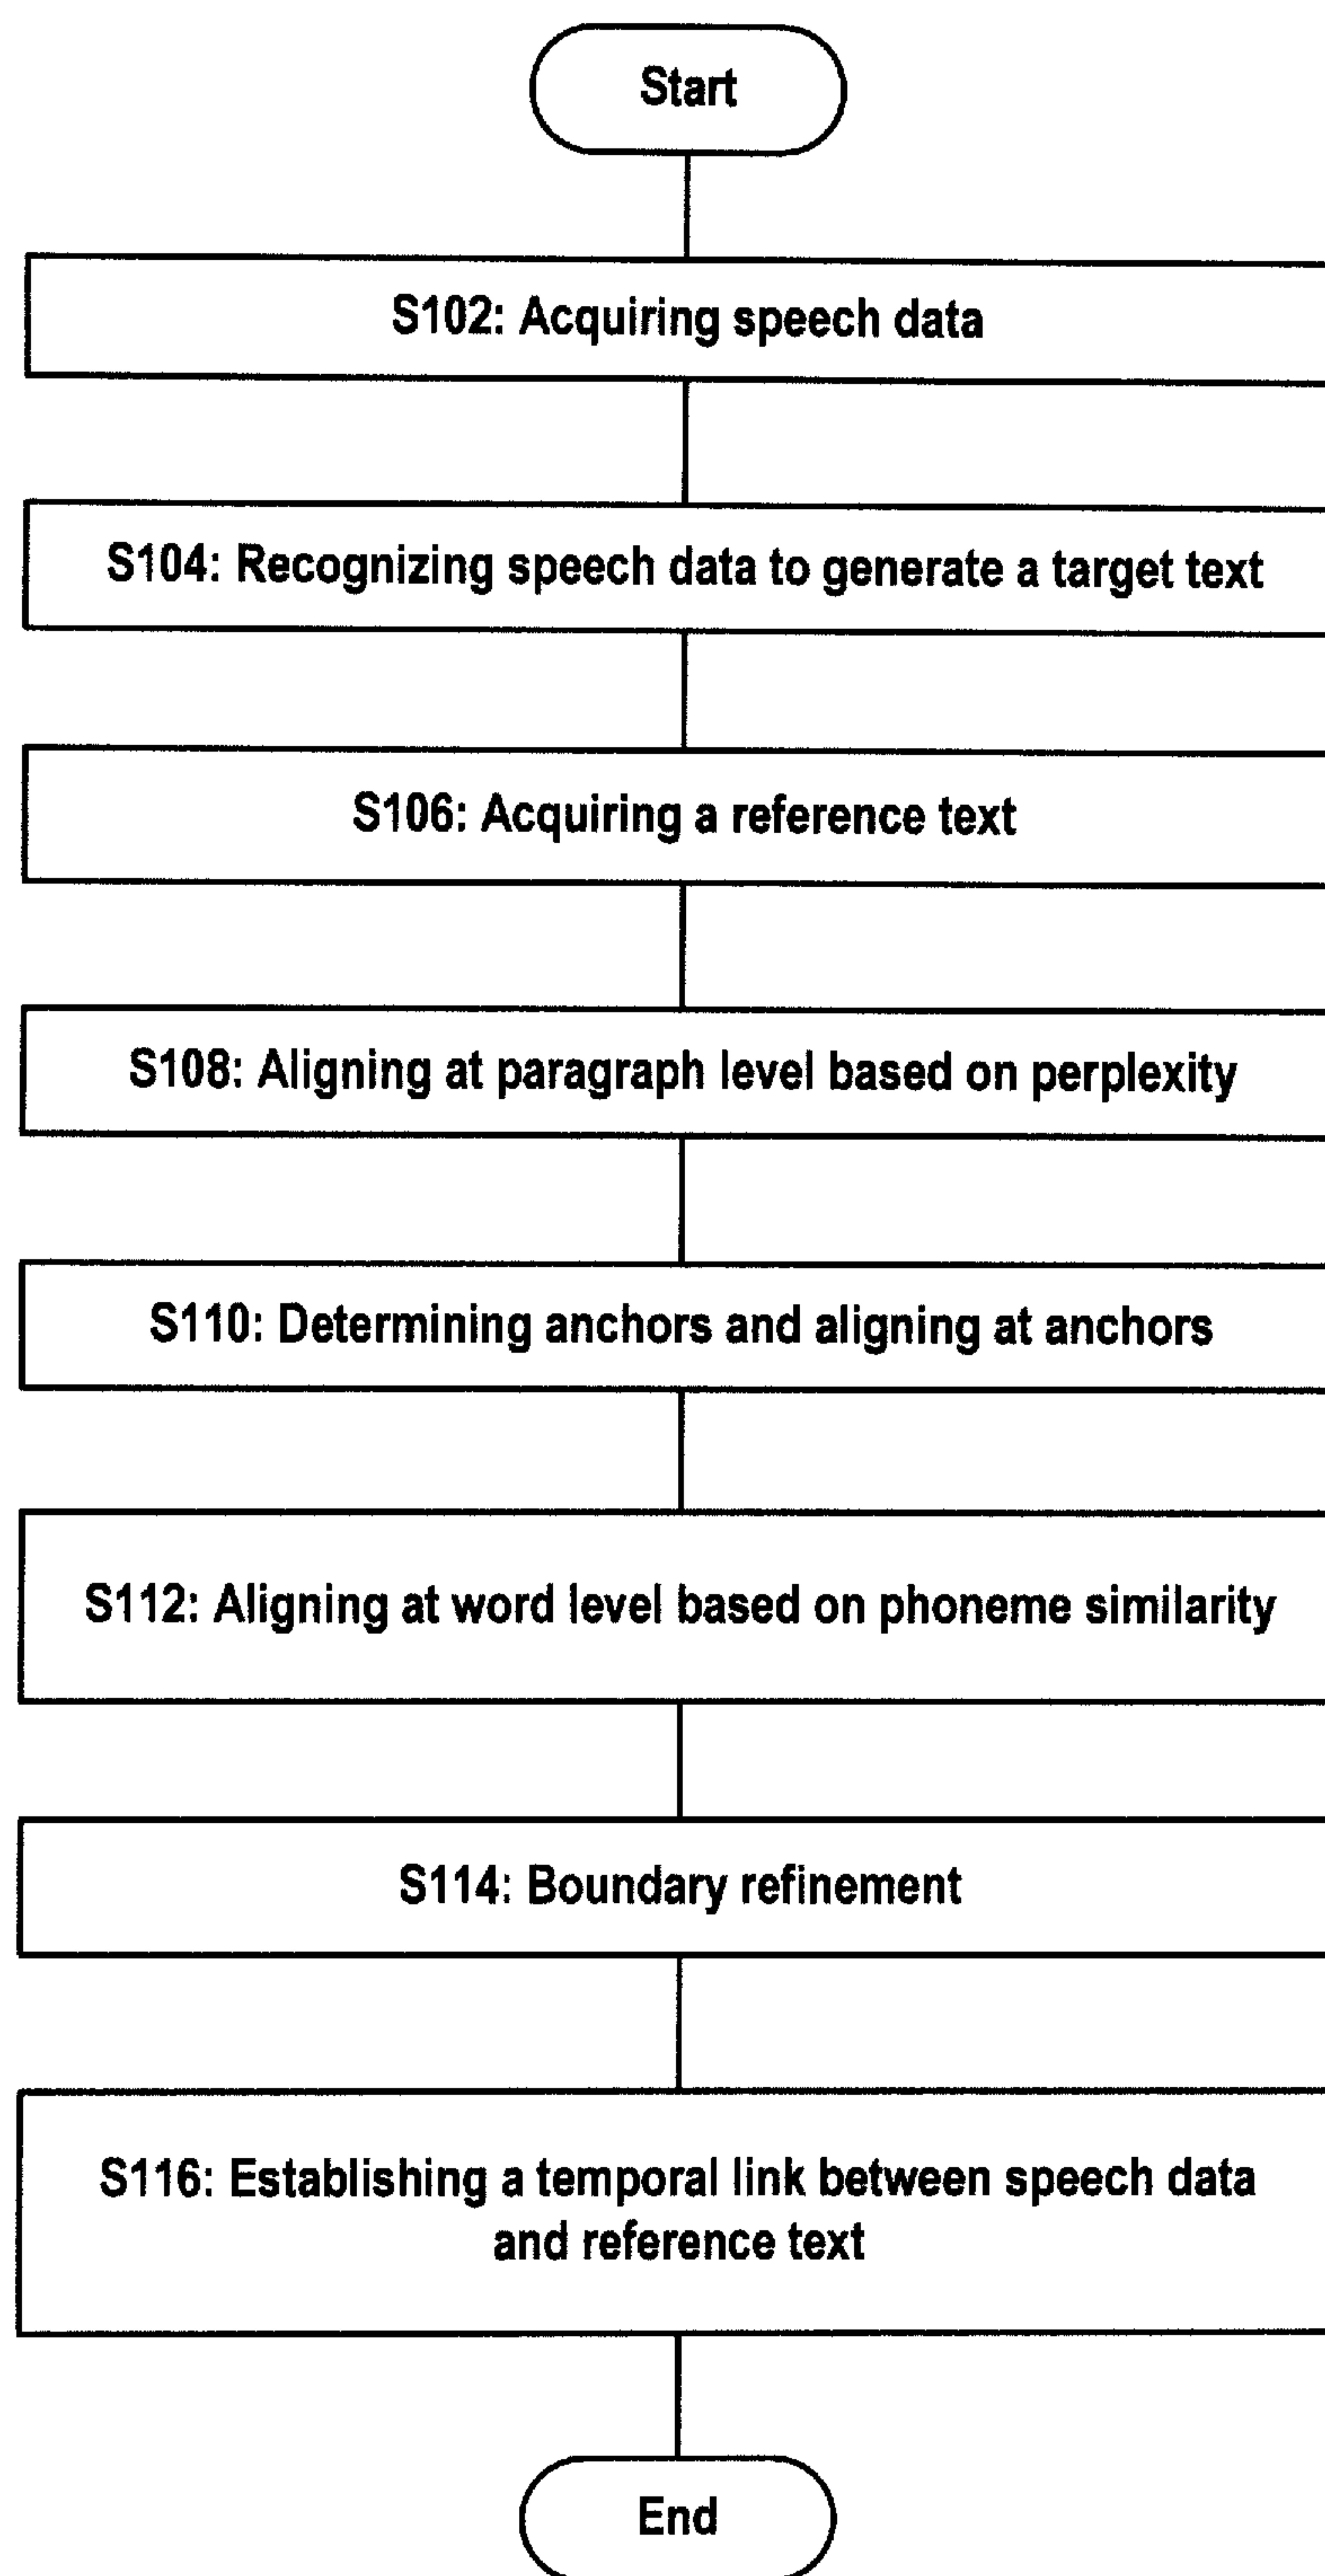 Start
S102: Acquiring speech data
S104: Recognizing speech data to generate a target text
S106: Acquiring a reference text
S108: Aligning at paragraph level based on perplexity
S110: Determining anchors and aligning at anchors
S112: Aligning at word level based on phoneme similarity
S114: Boundary refinement
S116: Establishing a temporal link between speech data
and reference text
End